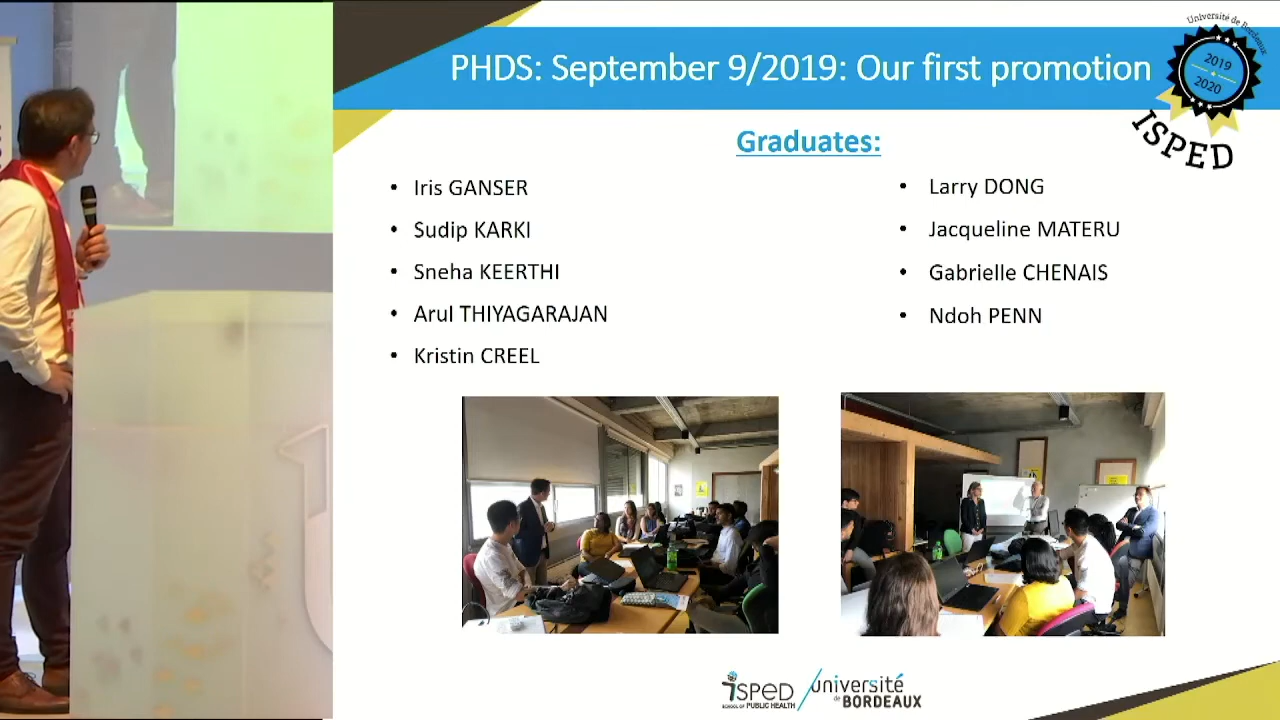 PHDS: September 9/2019: Our first promotion
Université de Bordeaux
2019
2020
ISPED
Graduates:
• Iris GANSER
• Sudip KARKI
• Sneha KEERTHI
• Arul THIYAGARAJAN
• Kristin CREEL
• Larry DONG
• Jacqueline MATERU
• Gabrielle CHENAIS
• Ndoh PENN
isped
SCHOOL OF PUBLIC HEALTH
université
de BORDEAUX